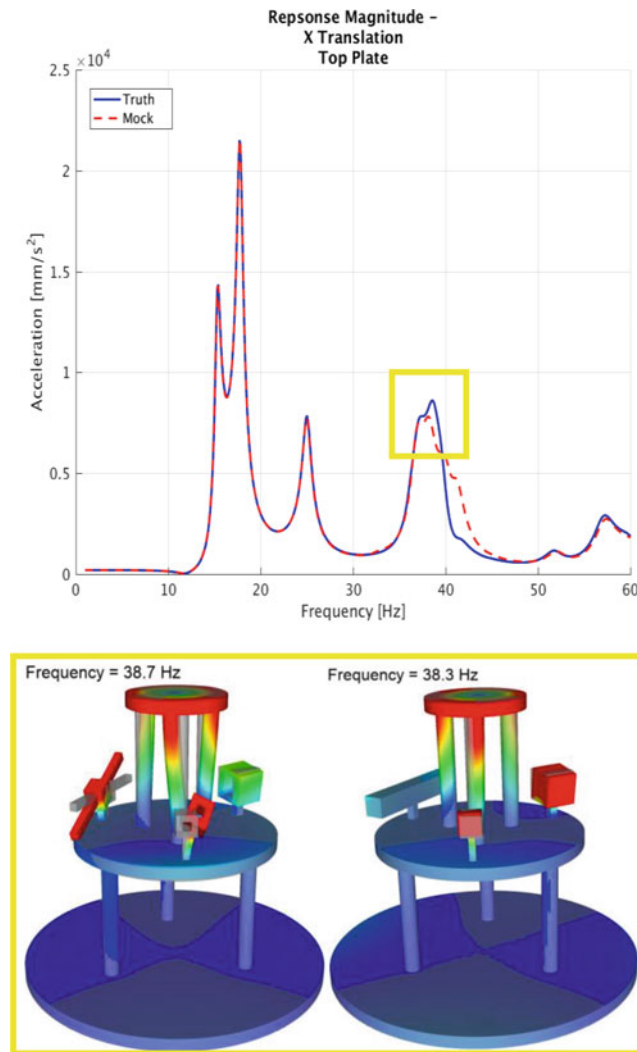 Repsonse Magnitude –
X Translation
Top Plate
×10⁴
2.5
2
1.5
1
0.5
0
Acceleration [mm/s²]
Truth
Mock
0 10 20 30 40 50 60
Frequency [Hz]
Frequency = 38.7 Hz Frequency = 38.3 Hz